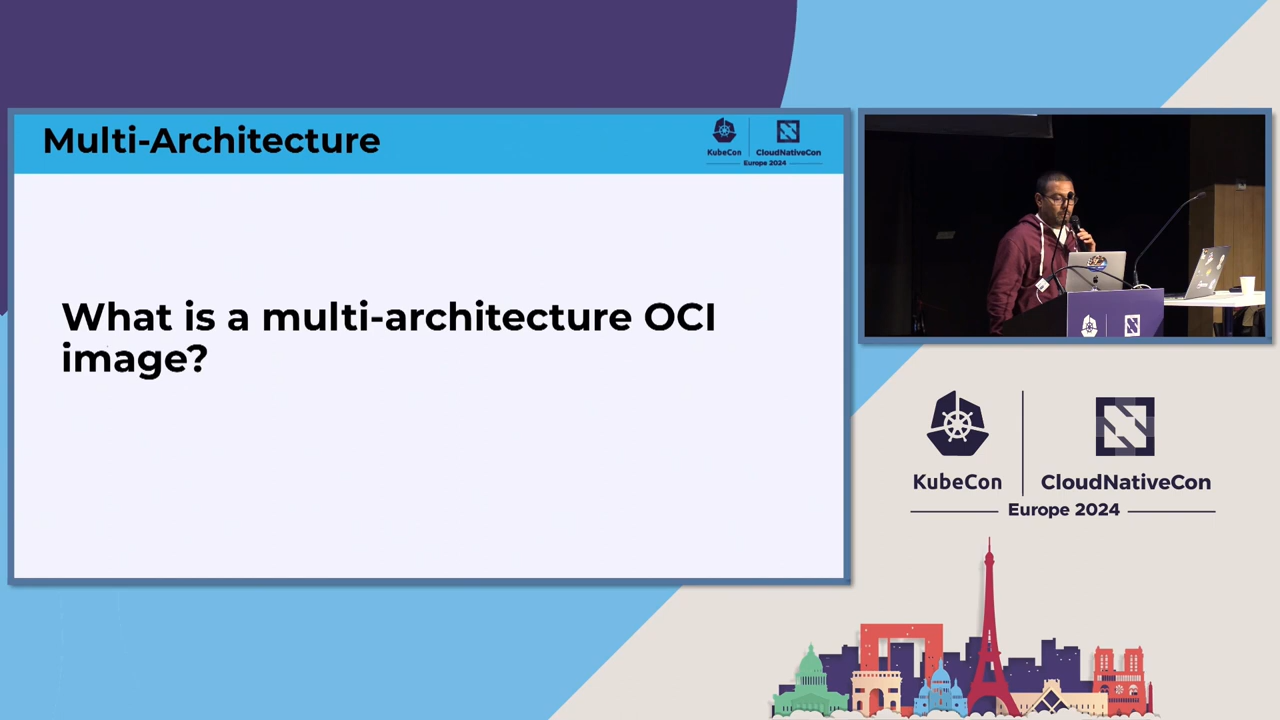 Multi-Architecture
KubeCon
CloudNativeCon
Europe 2024
What is a multi-architecture OCI
image?
KubeCon
CloudNativeCon
Europe 2024